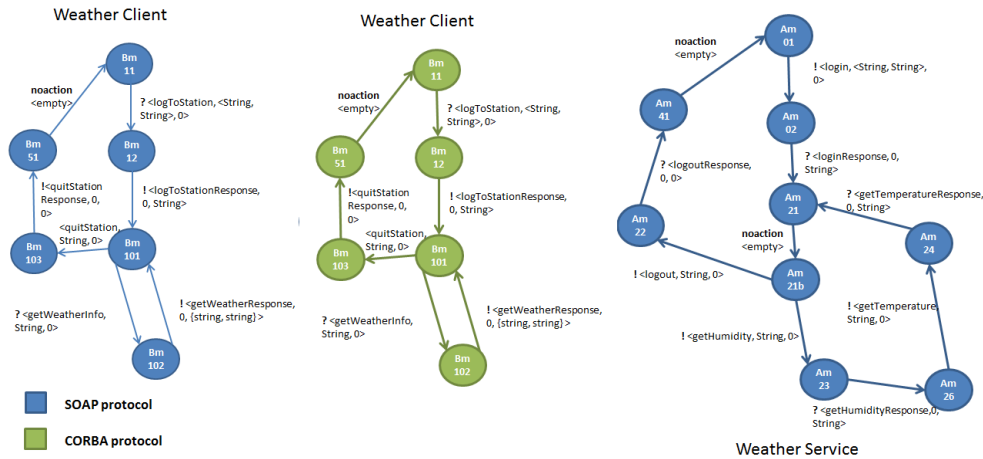 Weather Client
Bm
11
noaction
<empty>
? <logToStation, <String,
String>, 0>
Bm
51
Bm
12
!<quitStation
Response, 0,
0>
! <logToStationResponse,
0, String>
<quitStation,
String, 0>
Bm
103
Bm
101
? <getWeatherInfo,
String, 0>
! <getWeatherResponse,
0, {string, string} >
Bm
102
SOAP protocol
CORBA protocol
Weather Client
Bm
11
noaction
<empty>
? <logToStation, <String,
String>, 0>
Bm
51
Bm
12
!<quitStation
Response, 0,
0>
! <logToStationResponse,
0, String>
<quitStation,
String, 0>
Bm
103
Bm
101
? <getWeatherInfo,
String, 0>
! <getWeatherResponse,
0, {string, string} >
Bm
102
Am
01
noaction
<empty>
! <login, <String, String>,
0>
Am
41
Am
02
? <logoutResponse,
0, 0>
? <loginResponse, 0,
String>
? <getTemperatureResponse,
0, String>
Am
21
Am
22
noaction
<empty>
Am
24
Am
21b
! <logout, String, 0>
! <getTemperature,
String, 0>
! <getHumidity, String, 0>
Am
23
Am
26
? <getHumidityResponse,0,
String>
Weather Service